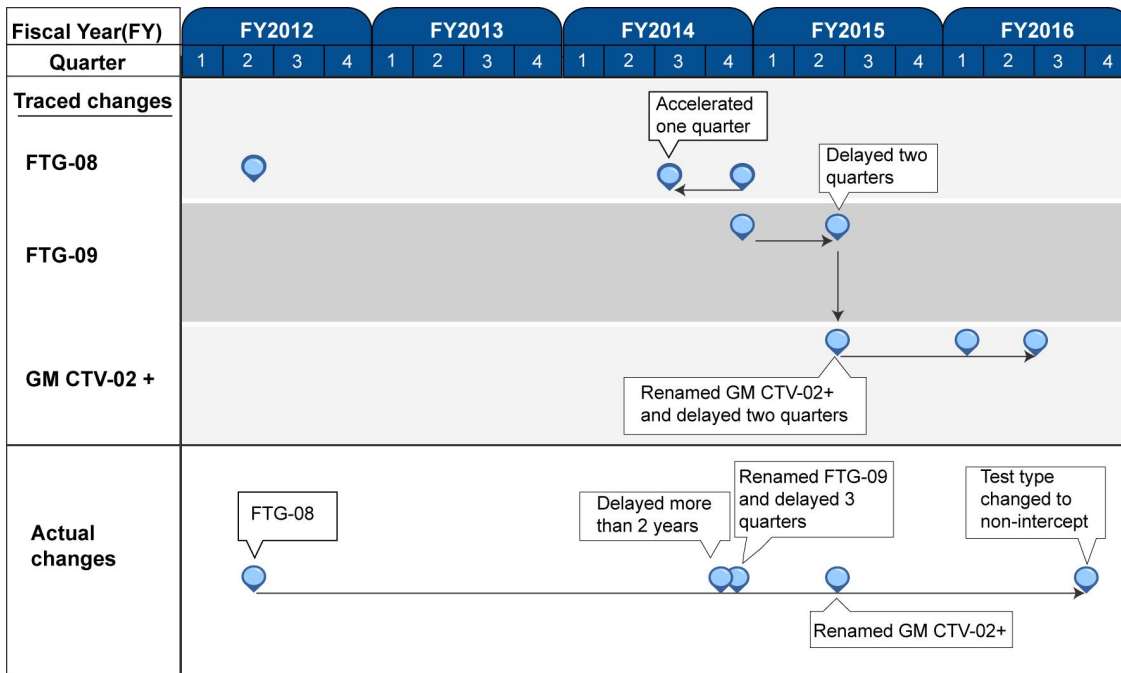 Fiscal Year(FY) FY2012 FY2013 FY2014 FY2015 FY2016
Quarter 1 2 3 4 1 2 3 4 1 2 3 4 1 2 3 4 1 2 3 4
Traced changes
Accelerated
one quarter
FTG-08
Delayed two
quarters
FTG-09
GM CTV-02 +
Renamed GM CTV-02+
and delayed two quarters
Actual
changes
FTG-08
Delayed more
than 2 years
Renamed FTG-09
and delayed 3
quarters
Test type
changed to
non-intercept
Renamed GM CTV-02+